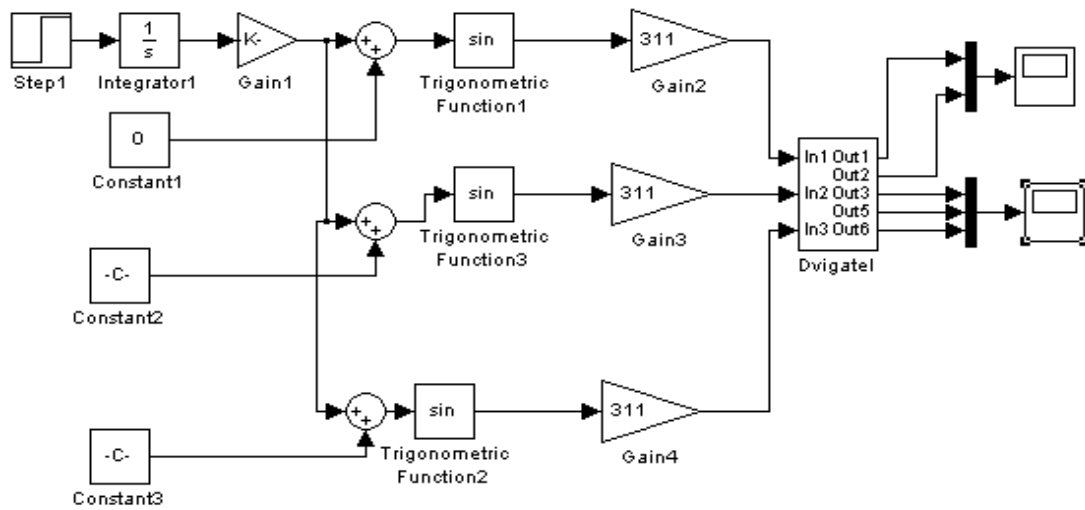 1
s
K-
+
+
sin
311
Step1
Integrator1
Gain1
Trigonometric
Function1
Gain2
0
Constant1
In1 Out1
Out2
In2 Out3
Out5
In3 Out6
Dvigatel
+
+
sin
311
Trigonometric
Function3
Gain3
-C-
Constant2
+
+
sin
311
Trigonometric
Function2
Gain4
-C-
Constant3